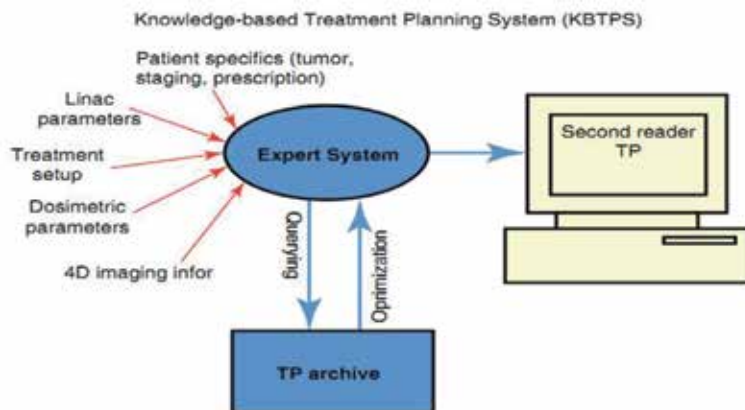 Knowledge-based Treatment Planning System (KBTPS)
Patient specifics (tumor,
staging, prescription)
Linac
parameters
Treatment
setup
Dosimetric
parameters
4D imaging infor
Expert System
Second reader
TP
Querying
Oprimization
TP archive